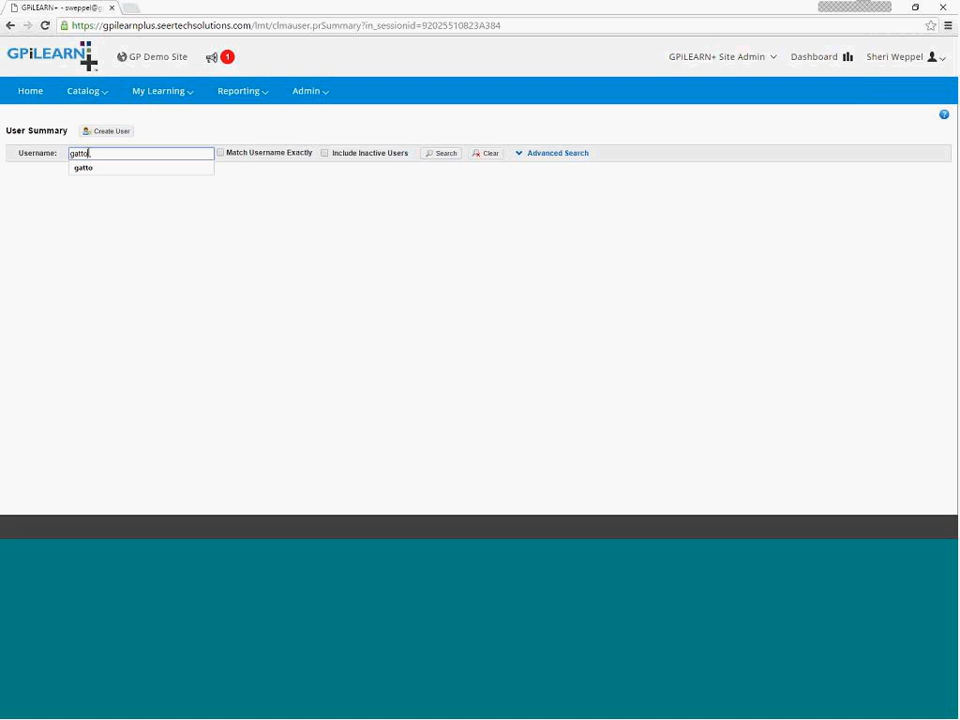 GPiLEARN+ - sweppel@g
https://gpilearnplus.seertechsolutions.com/lmt/clmauser.prSummary?in_sessionid=92025510823A384
GPiLEARN+ GP Demo Site 1 GPiLEARN+ Site Admin Dashboard Sheri Weppel
Home Catalog My Learning Reporting Admin
?
User Summary Create User
Username: gatto Match Username Exactly Include Inactive Users Search Clear Advanced Search
gatto